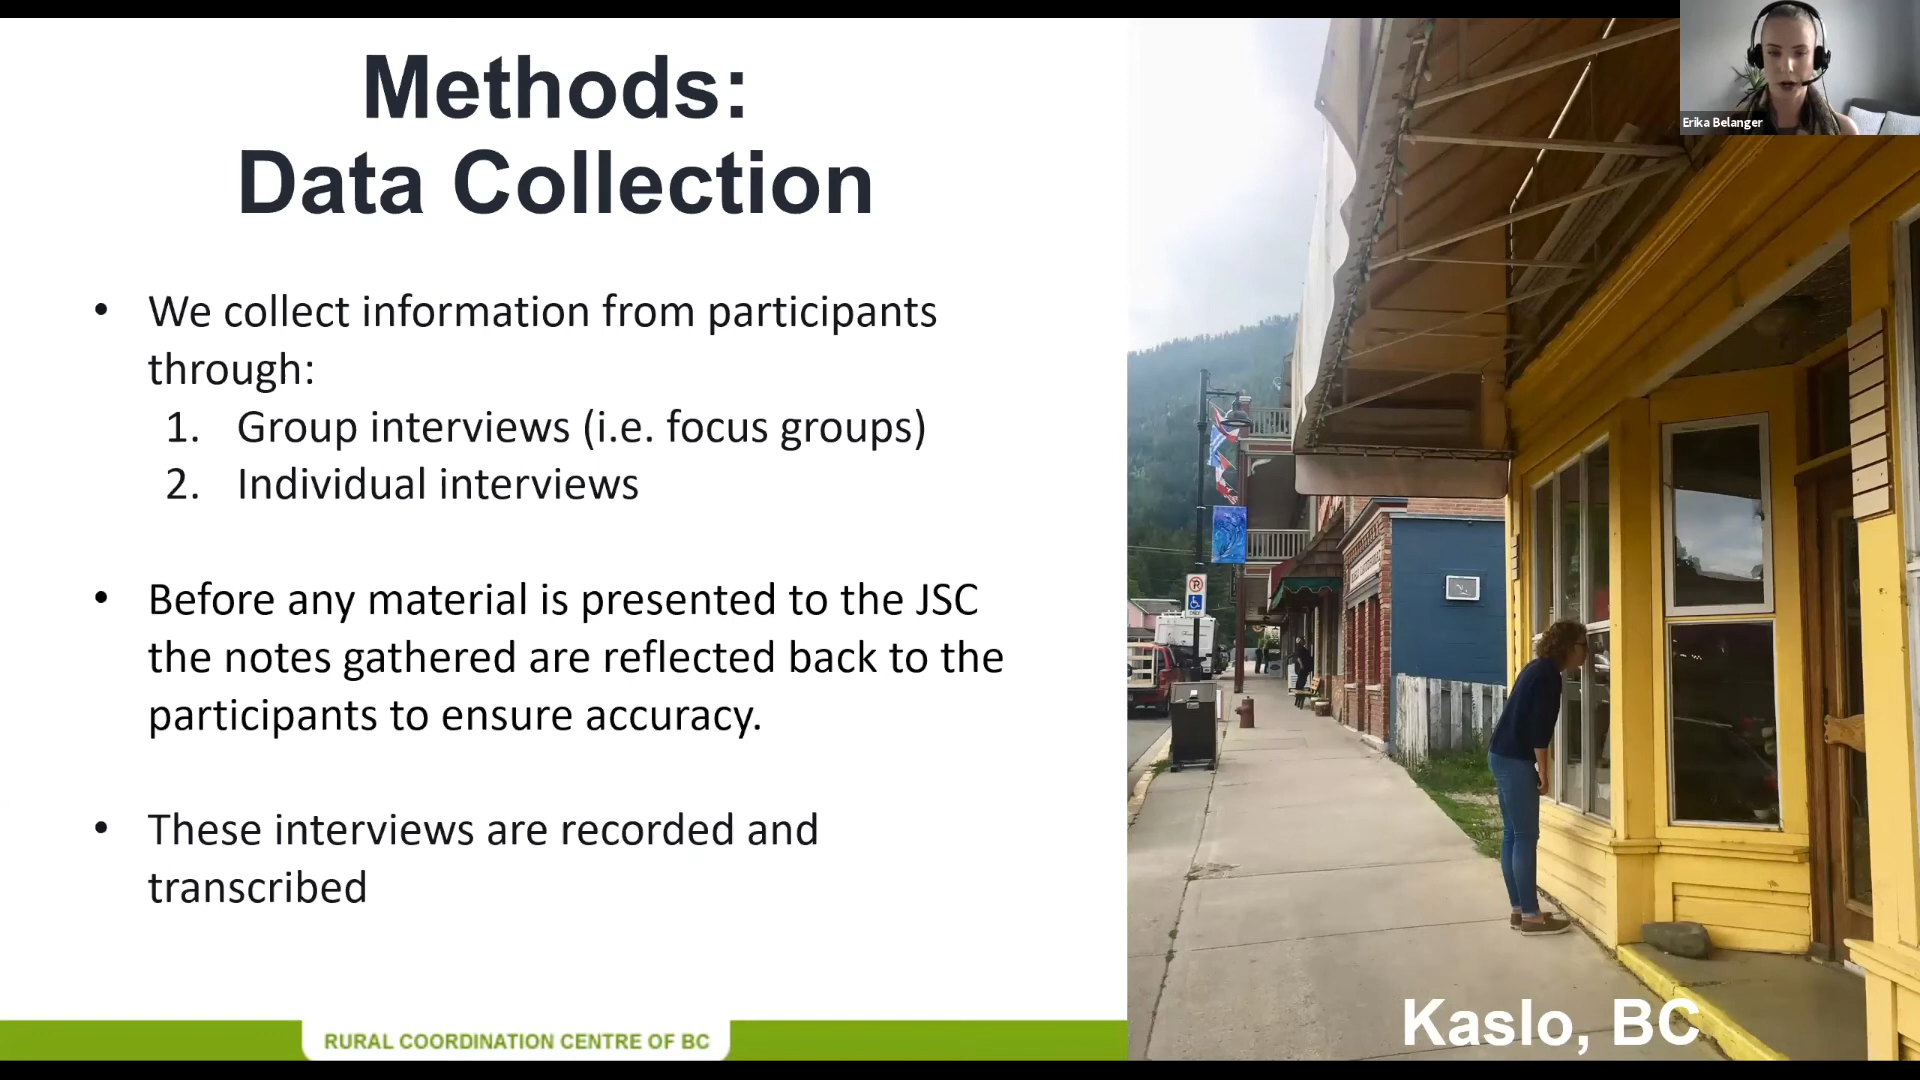 Methods:
Data Collection
• We collect information from participants
through:
1. Group interviews (i.e. focus groups)
2. Individual interviews
• Before any material is presented to the JSC
the notes gathered are reflected back to the
participants to ensure accuracy.
• These interviews are recorded and
transcribed
RURAL COORDINATION CENTRE OF BC
Erika Belanger
Kaslo, BC